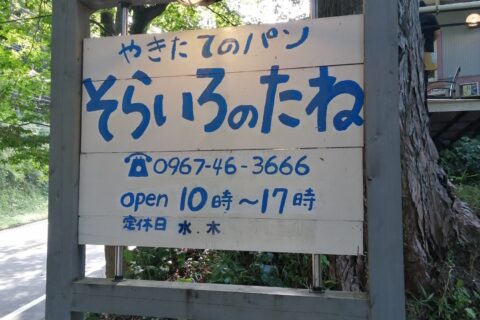 やきたてのパン
そらいろのたね
☎0967-46-3666
open 10時～17時
定休日 水.木